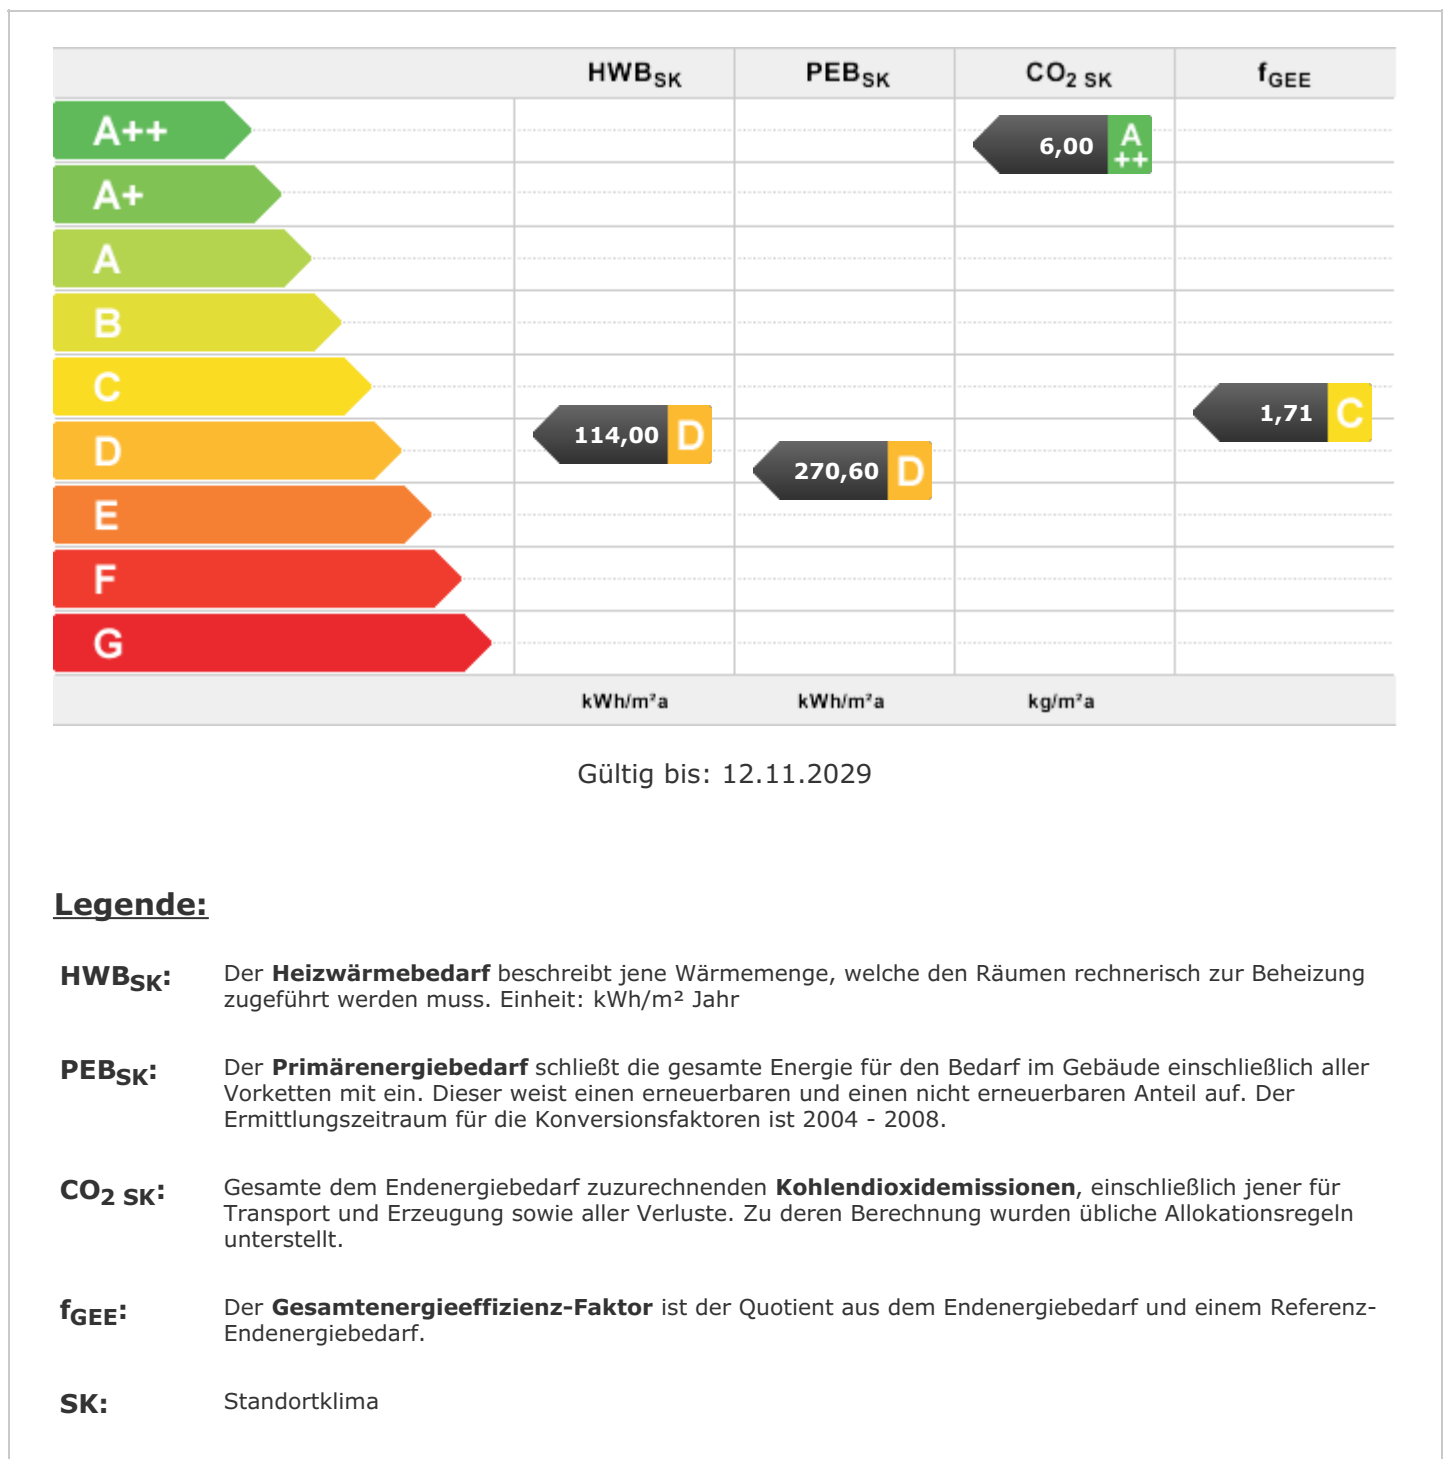 HWBSK PEBSK CO2 SK fGEE
A++
6,00 A++
A+
A
B
C
1,71 C
114,00 D
D
270,60 D
E
F
G
kWh/m²a kWh/m²a kg/m²a
Gültig bis: 12.11.2029
Legende:
HWBSK: Der Heizwärmebedarf beschreibt jene Wärmemenge, welche den Räumen rechnerisch zur Beheizung
zugeführt werden muss. Einheit: kWh/m² Jahr
PEBSK: Der Primärenergiebedarf schließt die gesamte Energie für den Bedarf im Gebäude einschließlich aller
Vorketten mit ein. Dieser weist einen erneuerbaren und einen nicht erneuerbaren Anteil auf. Der
Ermittlungszeitraum für die Konversionsfaktoren ist 2004 - 2008.
CO2 SK: Gesamte dem Endenergiebedarf zuzurechnenden Kohlendioxidemissionen, einschließlich jener für
Transport und Erzeugung sowie aller Verluste. Zu deren Berechnung wurden übliche Allokationsregeln
unterstellt.
fGEE: Der Gesamtenergieeffizienz-Faktor ist der Quotient aus dem Endenergiebedarf und einem Referenz-
Endenergiebedarf.
SK: Standortklima